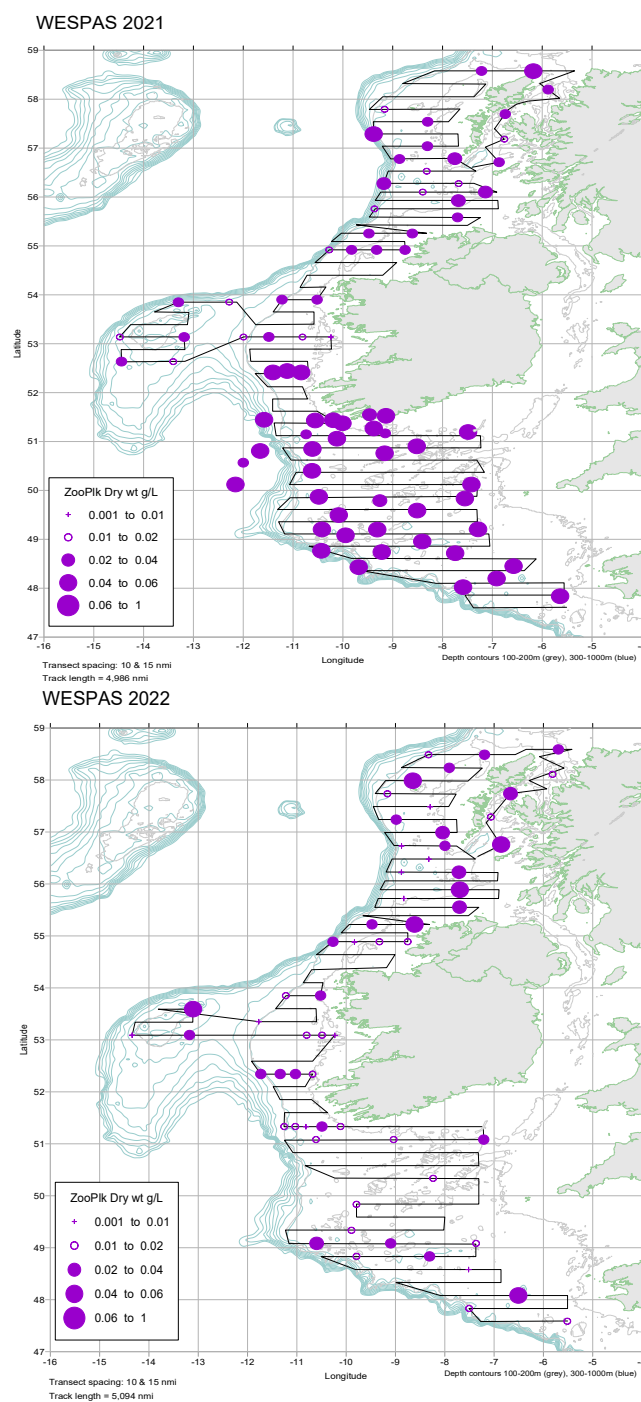 WESPAS 2021
59
58
57
56
55
54
53
52
51
50
49
48
47
Latitude
ZooPlk Dry wt g/L
0.001 to 0.01
0.01 to 0.02
0.02 to 0.04
0.04 to 0.06
0.06 to 1
-16 -15 -14 -13 -12 -11 -10 -9 -8 -7 -6 -5 -4
Longitude
Transect spacing: 10 & 15 nmi
Track length = 4,986 nmi
Depth contours 100-200m (grey), 300-1000m (blue)
WESPAS 2022
59
58
57
56
55
54
53
52
51
50
49
48
47
Latitude
ZooPlk Dry wt g/L
0.001 to 0.01
0.01 to 0.02
0.02 to 0.04
0.04 to 0.06
0.06 to 1
-16 -15 -14 -13 -12 -11 -10 -9 -8 -7 -6 -5 -4
Longitude
Transect spacing: 10 & 15 nmi
Track length = 5,094 nmi
Depth contours 100-200m (grey), 300-1000m (blue)